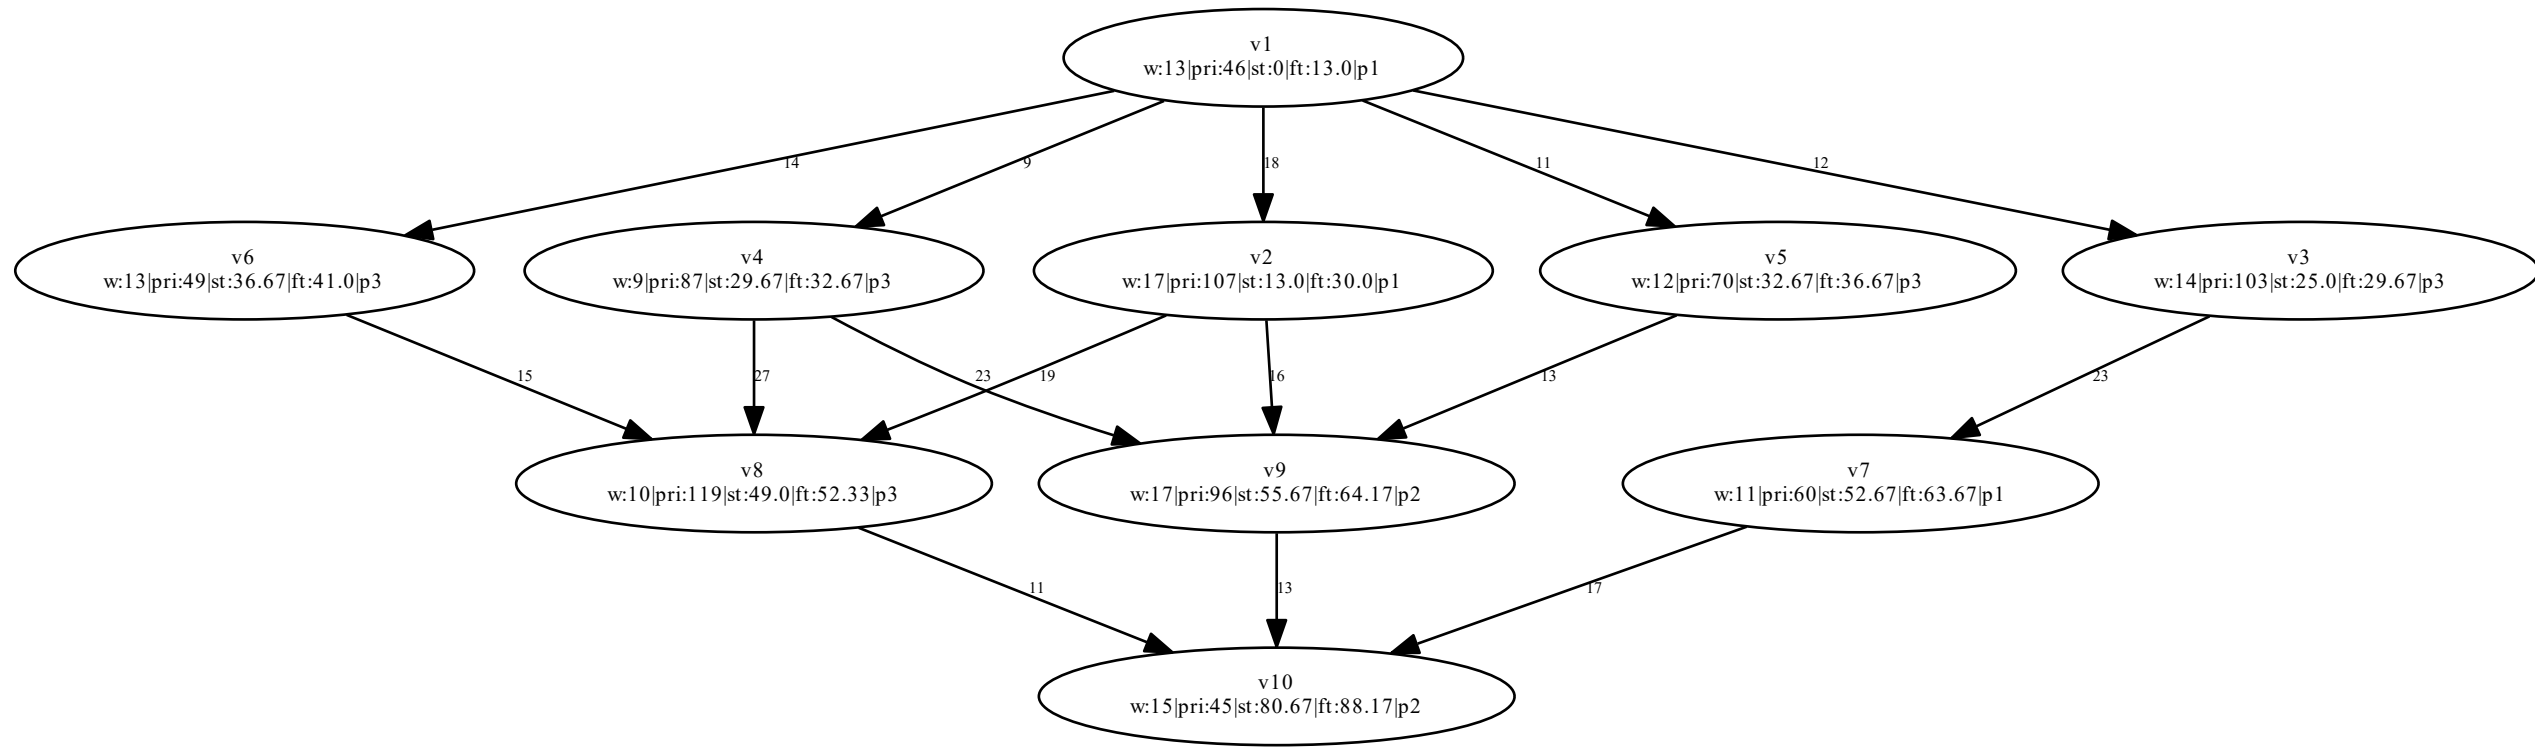 v1
w:13|pri:46|st:0|ft:13.0|p1
14
9
18
11
12
v6
w:13|pri:49|st:36.67|ft:41.0|p3
v4
w:9|pri:87|st:29.67|ft:32.67|p3
v2
w:17|pri:107|st:13.0|ft:30.0|p1
v5
w:12|pri:70|st:32.67|ft:36.67|p3
v3
w:14|pri:103|st:25.0|ft:29.67|p3
15
27
23
19
16
13
23
v8
w:10|pri:119|st:49.0|ft:52.33|p3
v9
w:17|pri:96|st:55.67|ft:64.17|p2
v7
w:11|pri:60|st:52.67|ft:63.67|p1
11
13
17
v10
w:15|pri:45|st:80.67|ft:88.17|p2